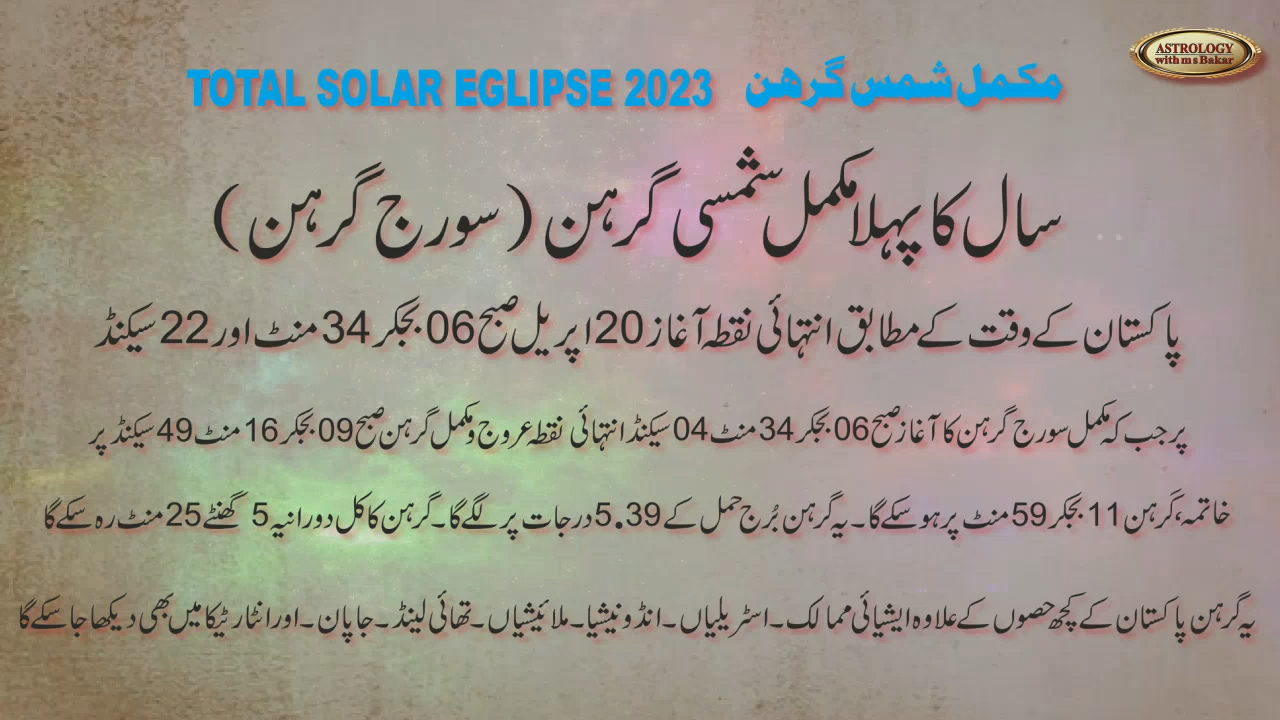 ASTROLOGY
with m s Bakar
TOTAL SOLAR EGLIPSE 2023 مکمل شمس گرھن
سال کا پہلا مکمل شمسی گرہن ( سورج گرہن )
پاکستان کے وقت کے مطابق انتہائی نقطہ آغاز 20 اپریل صبح 06 بجکر 34 منٹ اور 22 سیکنڈ
پر جب کہ مکمل سورج گرہن کا آغاز صبح 06 بجکر 34 منٹ 04 سیکنڈ انتہائی نقطہ عروج و مکمل گرہن صبح 09 بجکر 16 منٹ 49 سیکنڈ پر
خاتمہ، گرہن 11 بجکر 59 منٹ پر ہو سکے گا۔ یہ گرہن بُرج حمل کے 5.39 درجات پر لگے گا۔ گرہن کا کل دورانیہ 5 گھنٹے 25 منٹ رہ سکے گا
یہ گرہن پاکستان کے کچھ حصوں کے علاوہ ایشیائی ممالک۔ اسٹریلیاں۔ انڈونیشیا۔ ملائیشیاں۔ تھائی لینڈ۔ جاپان۔ اور انٹارٹیکا میں بھی دیکھا جا سکے گا